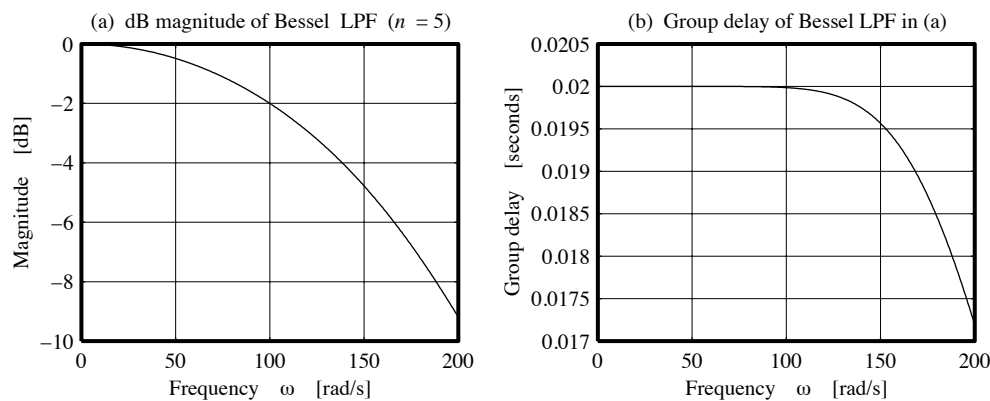 (a) dB magnitude of Bessel LPF (n = 5)
0
−2
−4
−6
−8
−10
Magnitude [dB]
0 50 100 150 200
Frequency ω [rad/s]
(b) Group delay of Bessel LPF in (a)
0.0205
0.02
0.0195
0.019
0.0185
0.018
0.0175
0.017
Group delay [seconds]
0 50 100 150 200
Frequency ω [rad/s]